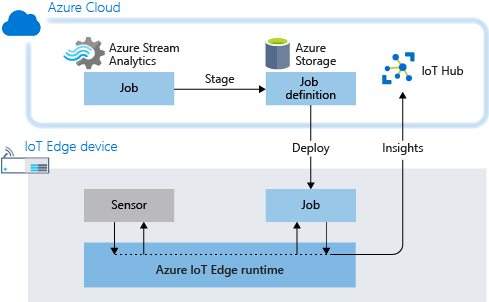 Azure Cloud
Azure Stream
Analytics
Azure
Storage
IoT Hub
Job
Stage
Job
definition
Deploy
Insights
IoT Edge device
Sensor
Job
Azure IoT Edge runtime